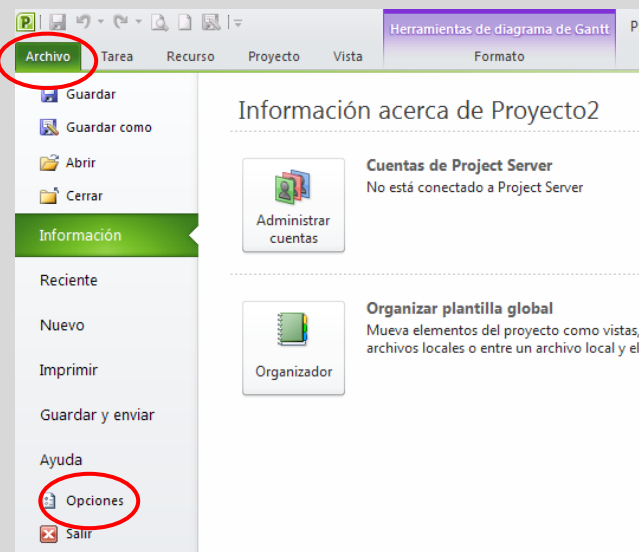 Herramientas de diagrama de Gantt
P
Archivo Tarea Recurso Proyecto Vista Formato
Guardar
Guardar como
Abrir
Cerrar
Información
Reciente
Nuevo
Imprimir
Guardar y enviar
Ayuda
Opciones
Salir
Información acerca de Proyecto2
Administrar
cuentas
Cuentas de Project Server
No está conectado a Project Server
Organizador
Organizar plantilla global
Mueva elementos del proyecto como vistas,
archivos locales o entre un archivo local y el